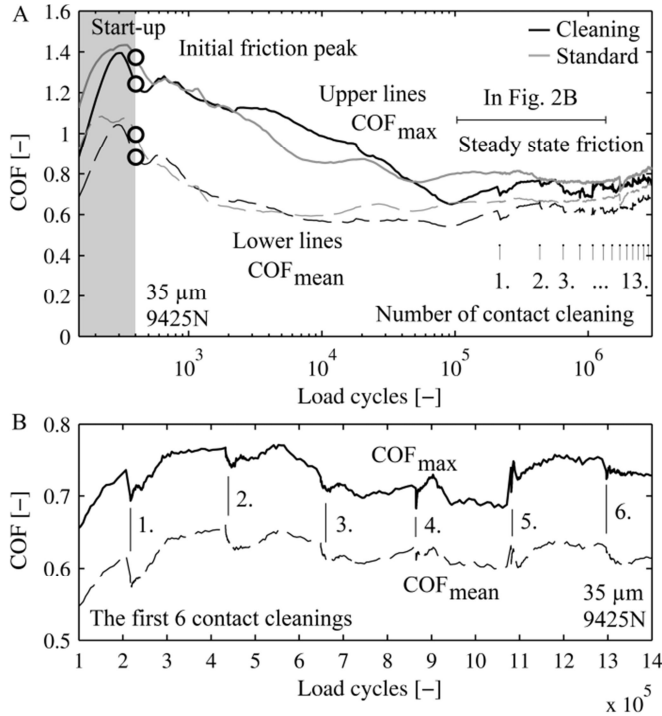 A
1.6
1.4
1.2
1
0.8
0.6
0.4
0.2
0
COF [−]
Start-up
Initial friction peak
Cleaning
Standard
Upper lines
COFmax
In Fig. 2B
Steady state friction
Lower lines
COFmean
1. 2. 3. ... 13.
35 µm
9425N
Number of contact cleaning
10³ 10⁴ 10⁵ 10⁶
Load cycles [−]
B
0.8
0.7
0.6
0.5
COF [−]
COFmax
1. 2. 3. 4. 5. 6.
COFmean
The first 6 contact cleanings
35 µm
9425N
1 2 3 4 5 6 7 8 9 10 11 12 13 14
Load cycles [−]
x 10⁵